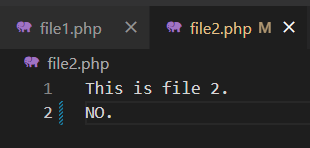 file1.php × file2.php M ×
file2.php
1 This is file 2.
2 NO.